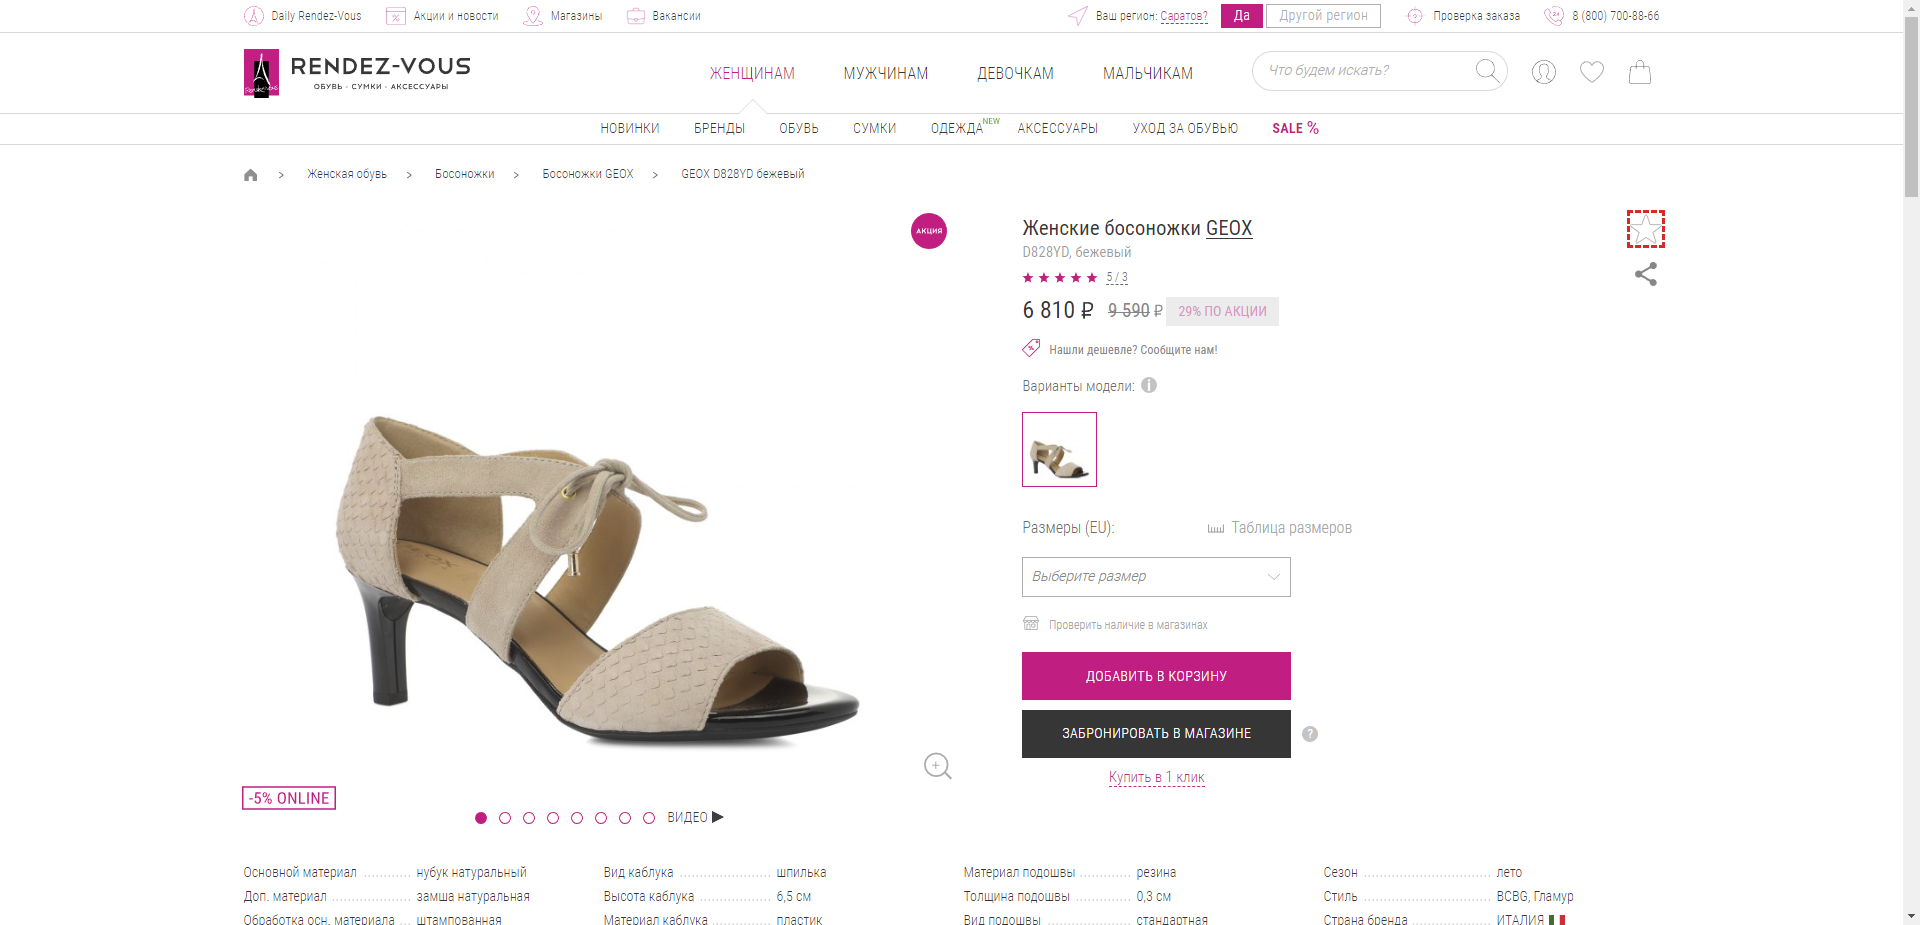 Daily Rendez-Vous Акции и новости Магазины Вакансии Ваш регион: Саратов? Да Другой регион Проверка заказа 8 (800) 700-88-66
RENDEZ-VOUS
ОБУВЬ · СУМКИ · АКСЕССУАРЫ
ЖЕНЩИНАМ МУЖЧИНАМ ДЕВОЧКАМ МАЛЬЧИКАМ
Что будем искать?
НОВИНКИ БРЕНДЫ ОБУВЬ СУМКИ ОДЕЖДА NEW АКСЕССУАРЫ УХОД ЗА ОБУВЬЮ SALE %
> Женская обувь > Босоножки > Босоножки GEOX > GEOX D828YD бежевый
АКЦИЯ
Женские босоножки GEOX
D828YD, бежевый
5 / 3
6 810 ₽ 9 590 ₽ 29% ПО АКЦИИ
Нашли дешевле? Сообщите нам!
Варианты модели:
Размеры (EU): Таблица размеров
Выберите размер
Проверить наличие в магазинах
ДОБАВИТЬ В КОРЗИНУ
ЗАБРОНИРОВАТЬ В МАГАЗИНЕ ?
Купить в 1 клик
-5% ONLINE
ВИДЕО
Основной материал нубук натуральный Вид каблука шпилька Материал подошвы резина Сезон лето
Доп. материал замша натуральная Высота каблука 6,5 см Толщина подошвы 0,3 см Стиль BCBG, Гламур
Обработка осн. материала штампованная Материал каблука пластик Вид подошвы стандартная Страна бренда ИТАЛИЯ